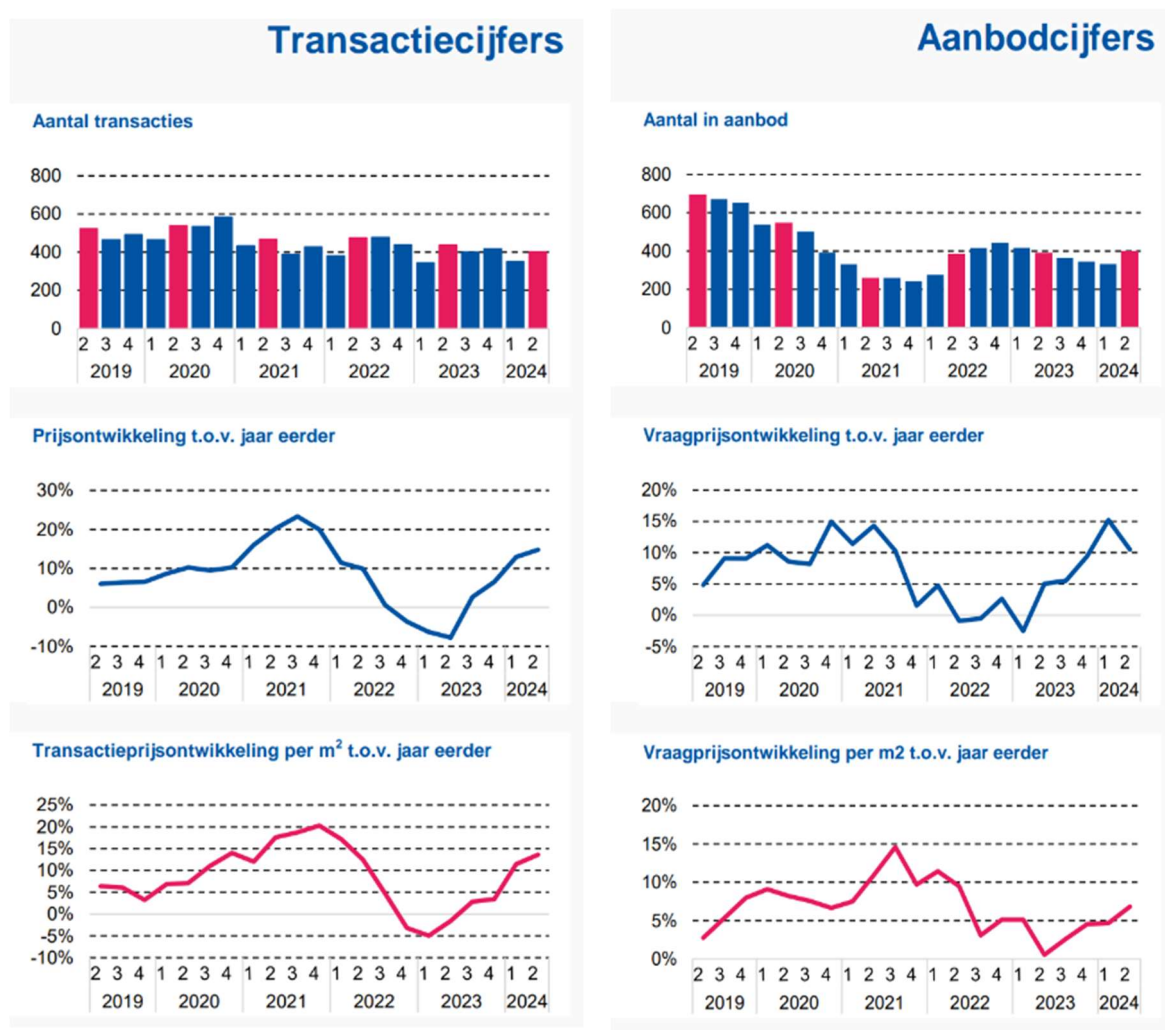 Transactiecijfers
Aantal transacties
800
600
400
200
0
2 3 4 1 2 3 4 1 2 3 4 1 2 3 4 1 2 3 4 1 2
2019 2020 2021 2022 2023 2024
Prijsontwikkeling t.o.v. jaar eerder
30%
20%
10%
0%
-10%
2 3 4 1 2 3 4 1 2 3 4 1 2 3 4 1 2 3 4 1 2
2019 2020 2021 2022 2023 2024
Transactieprijsontwikkeling per m² t.o.v. jaar eerder
25%
20%
15%
10%
5%
0%
-5%
-10%
2 3 4 1 2 3 4 1 2 3 4 1 2 3 4 1 2 3 4 1 2
2019 2020 2021 2022 2023 2024
Aanbodcijfers
Aantal in aanbod
800
600
400
200
0
2 3 4 1 2 3 4 1 2 3 4 1 2 3 4 1 2 3 4 1 2
2019 2020 2021 2022 2023 2024
Vraagprijsontwikkeling t.o.v. jaar eerder
20%
15%
10%
5%
0%
-5%
2 3 4 1 2 3 4 1 2 3 4 1 2 3 4 1 2 3 4 1 2
2019 2020 2021 2022 2023 2024
Vraagprijsontwikkeling per m2 t.o.v. jaar eerder
20%
15%
10%
5%
0%
2 3 4 1 2 3 4 1 2 3 4 1 2 3 4 1 2 3 4 1 2
2019 2020 2021 2022 2023 2024